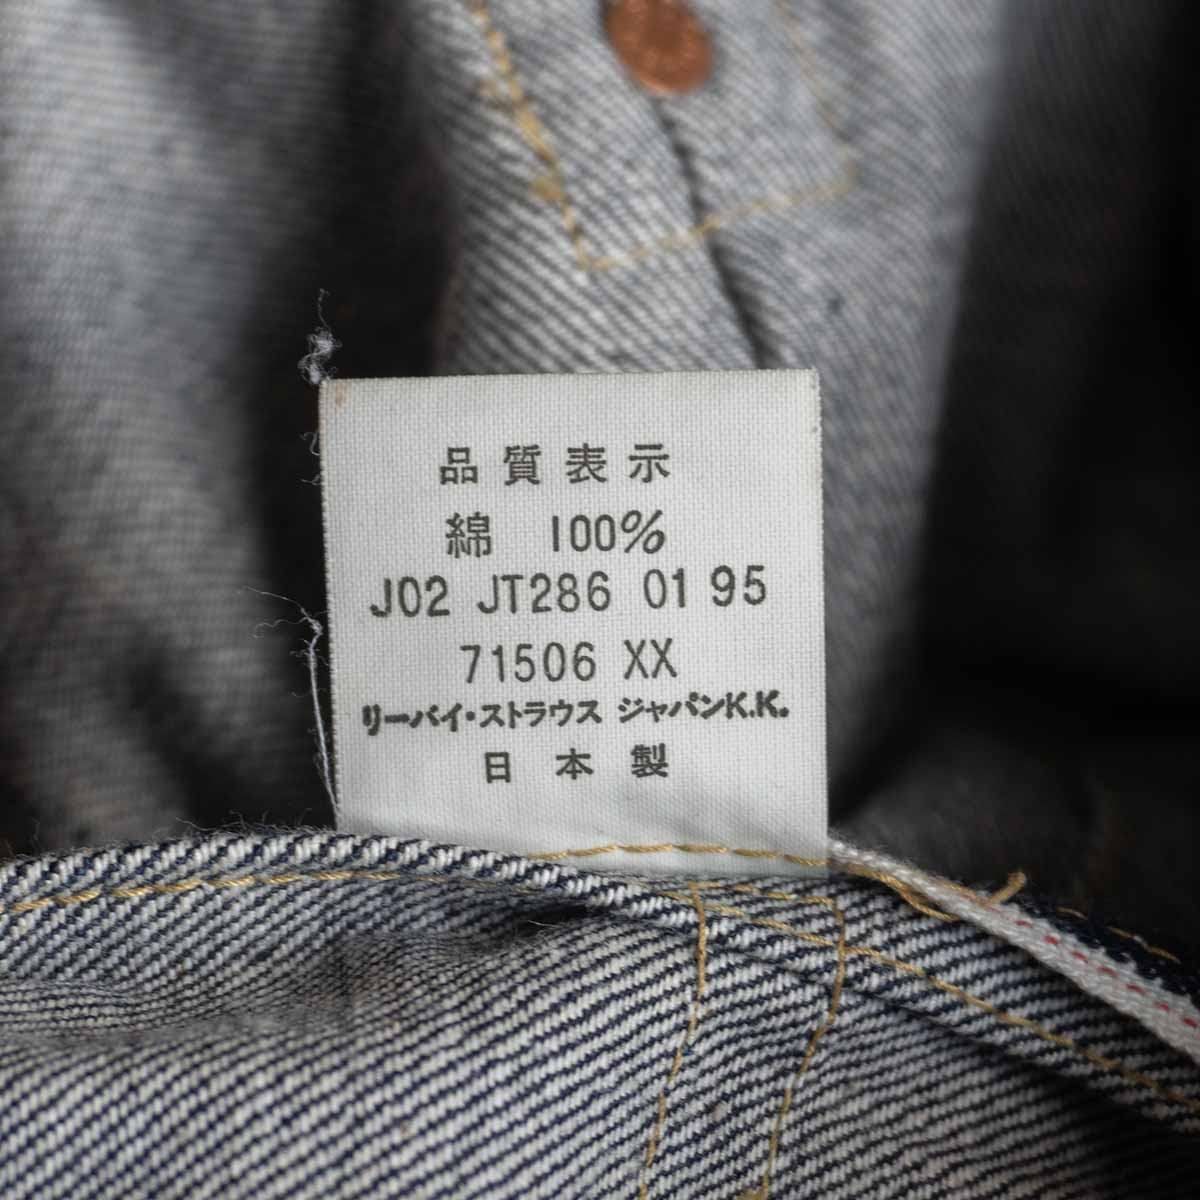 品質表示
綿 100%
J02 JT286 01 95
71506 XX
リーバイ・ストラウス ジャパンK.K.
日本製